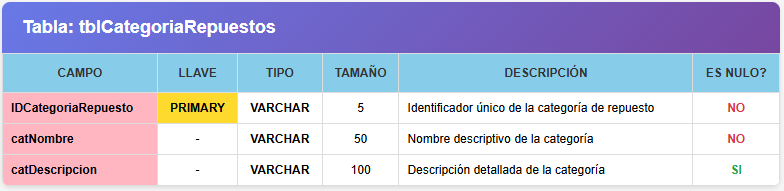 Tabla: tblCategoriaRepuestos
CAMPO LLAVE TIPO TAMAÑO DESCRIPCIÓN ES NULO?
IDCategoriaRepuesto PRIMARY VARCHAR 5 Identificador único de la categoría de repuesto NO
catNombre - VARCHAR 50 Nombre descriptivo de la categoría NO
catDescripcion - VARCHAR 100 Descripción detallada de la categoría SI